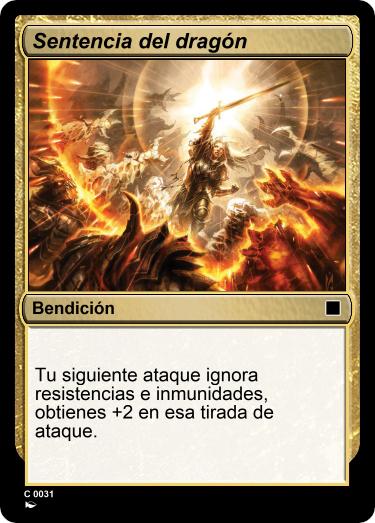 Sentencia del dragón
Bendición
Tu siguiente ataque ignora
resistencias e inmunidades,
obtienes +2 en esa tirada de
ataque.
C 0031